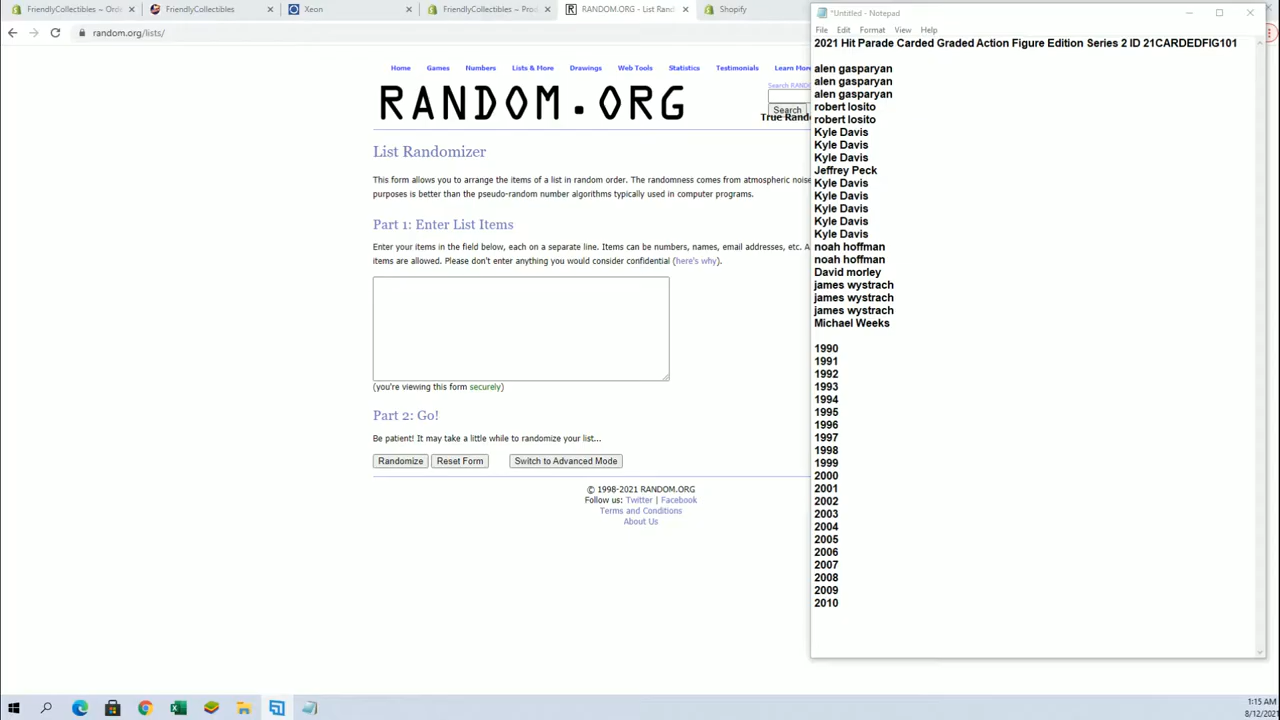 FriendlyCollectibles ~ Or
FriendlyCollectibles
Xeon
FriendlyCollectibles ~ Pro
RANDOM.ORG - List Rand
Shopify
random.org/lists/
Home Games Numbers Lists & More Drawings Web Tools Statistics Testimonials Learn More
Search RAND
RANDOM.ORG
Search
True Rand
List Randomizer
This form allows you to arrange the items of a list in random order. The randomness comes from atmospheric noise
purposes is better than the pseudo-random number algorithms typically used in computer programs.
Part 1: Enter List Items
Enter your items in the field below, each on a separate line. Items can be numbers, names, email addresses, etc. A
items are allowed. Please don't enter anything you would consider confidential (here's why).
(you're viewing this form securely)
Part 2: Go!
Be patient! It may take a little while to randomize your list...
Randomize Reset Form Switch to Advanced Mode
© 1998-2021 RANDOM.ORG
Follow us: Twitter | Facebook
Terms and Conditions
About Us
*Untitled - Notepad
File Edit Format View Help
2021 Hit Parade Carded Graded Action Figure Edition Series 2 ID 21CARDEDFIG101
alen gasparyan
alen gasparyan
alen gasparyan
robert losito
robert losito
Kyle Davis
Kyle Davis
Kyle Davis
Jeffrey Peck
Kyle Davis
Kyle Davis
Kyle Davis
Kyle Davis
Kyle Davis
noah hoffman
noah hoffman
David morley
james wystrach
james wystrach
james wystrach
Michael Weeks
1990
1991
1992
1993
1994
1995
1996
1997
1998
1999
2000
2001
2002
2003
2004
2005
2006
2007
2008
2009
2010
1:15 AM
8/12/2021